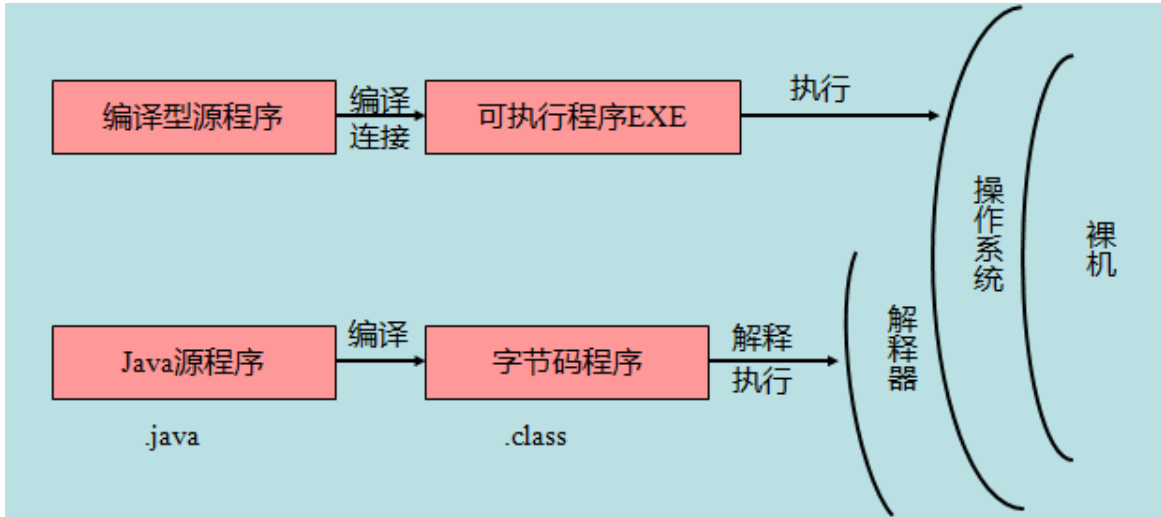 编译型源程序
编译
连接
可执行程序EXE
执行
操作系统
裸机
Java源程序
编译
字节码程序
解释
执行
解释器
.java
.class